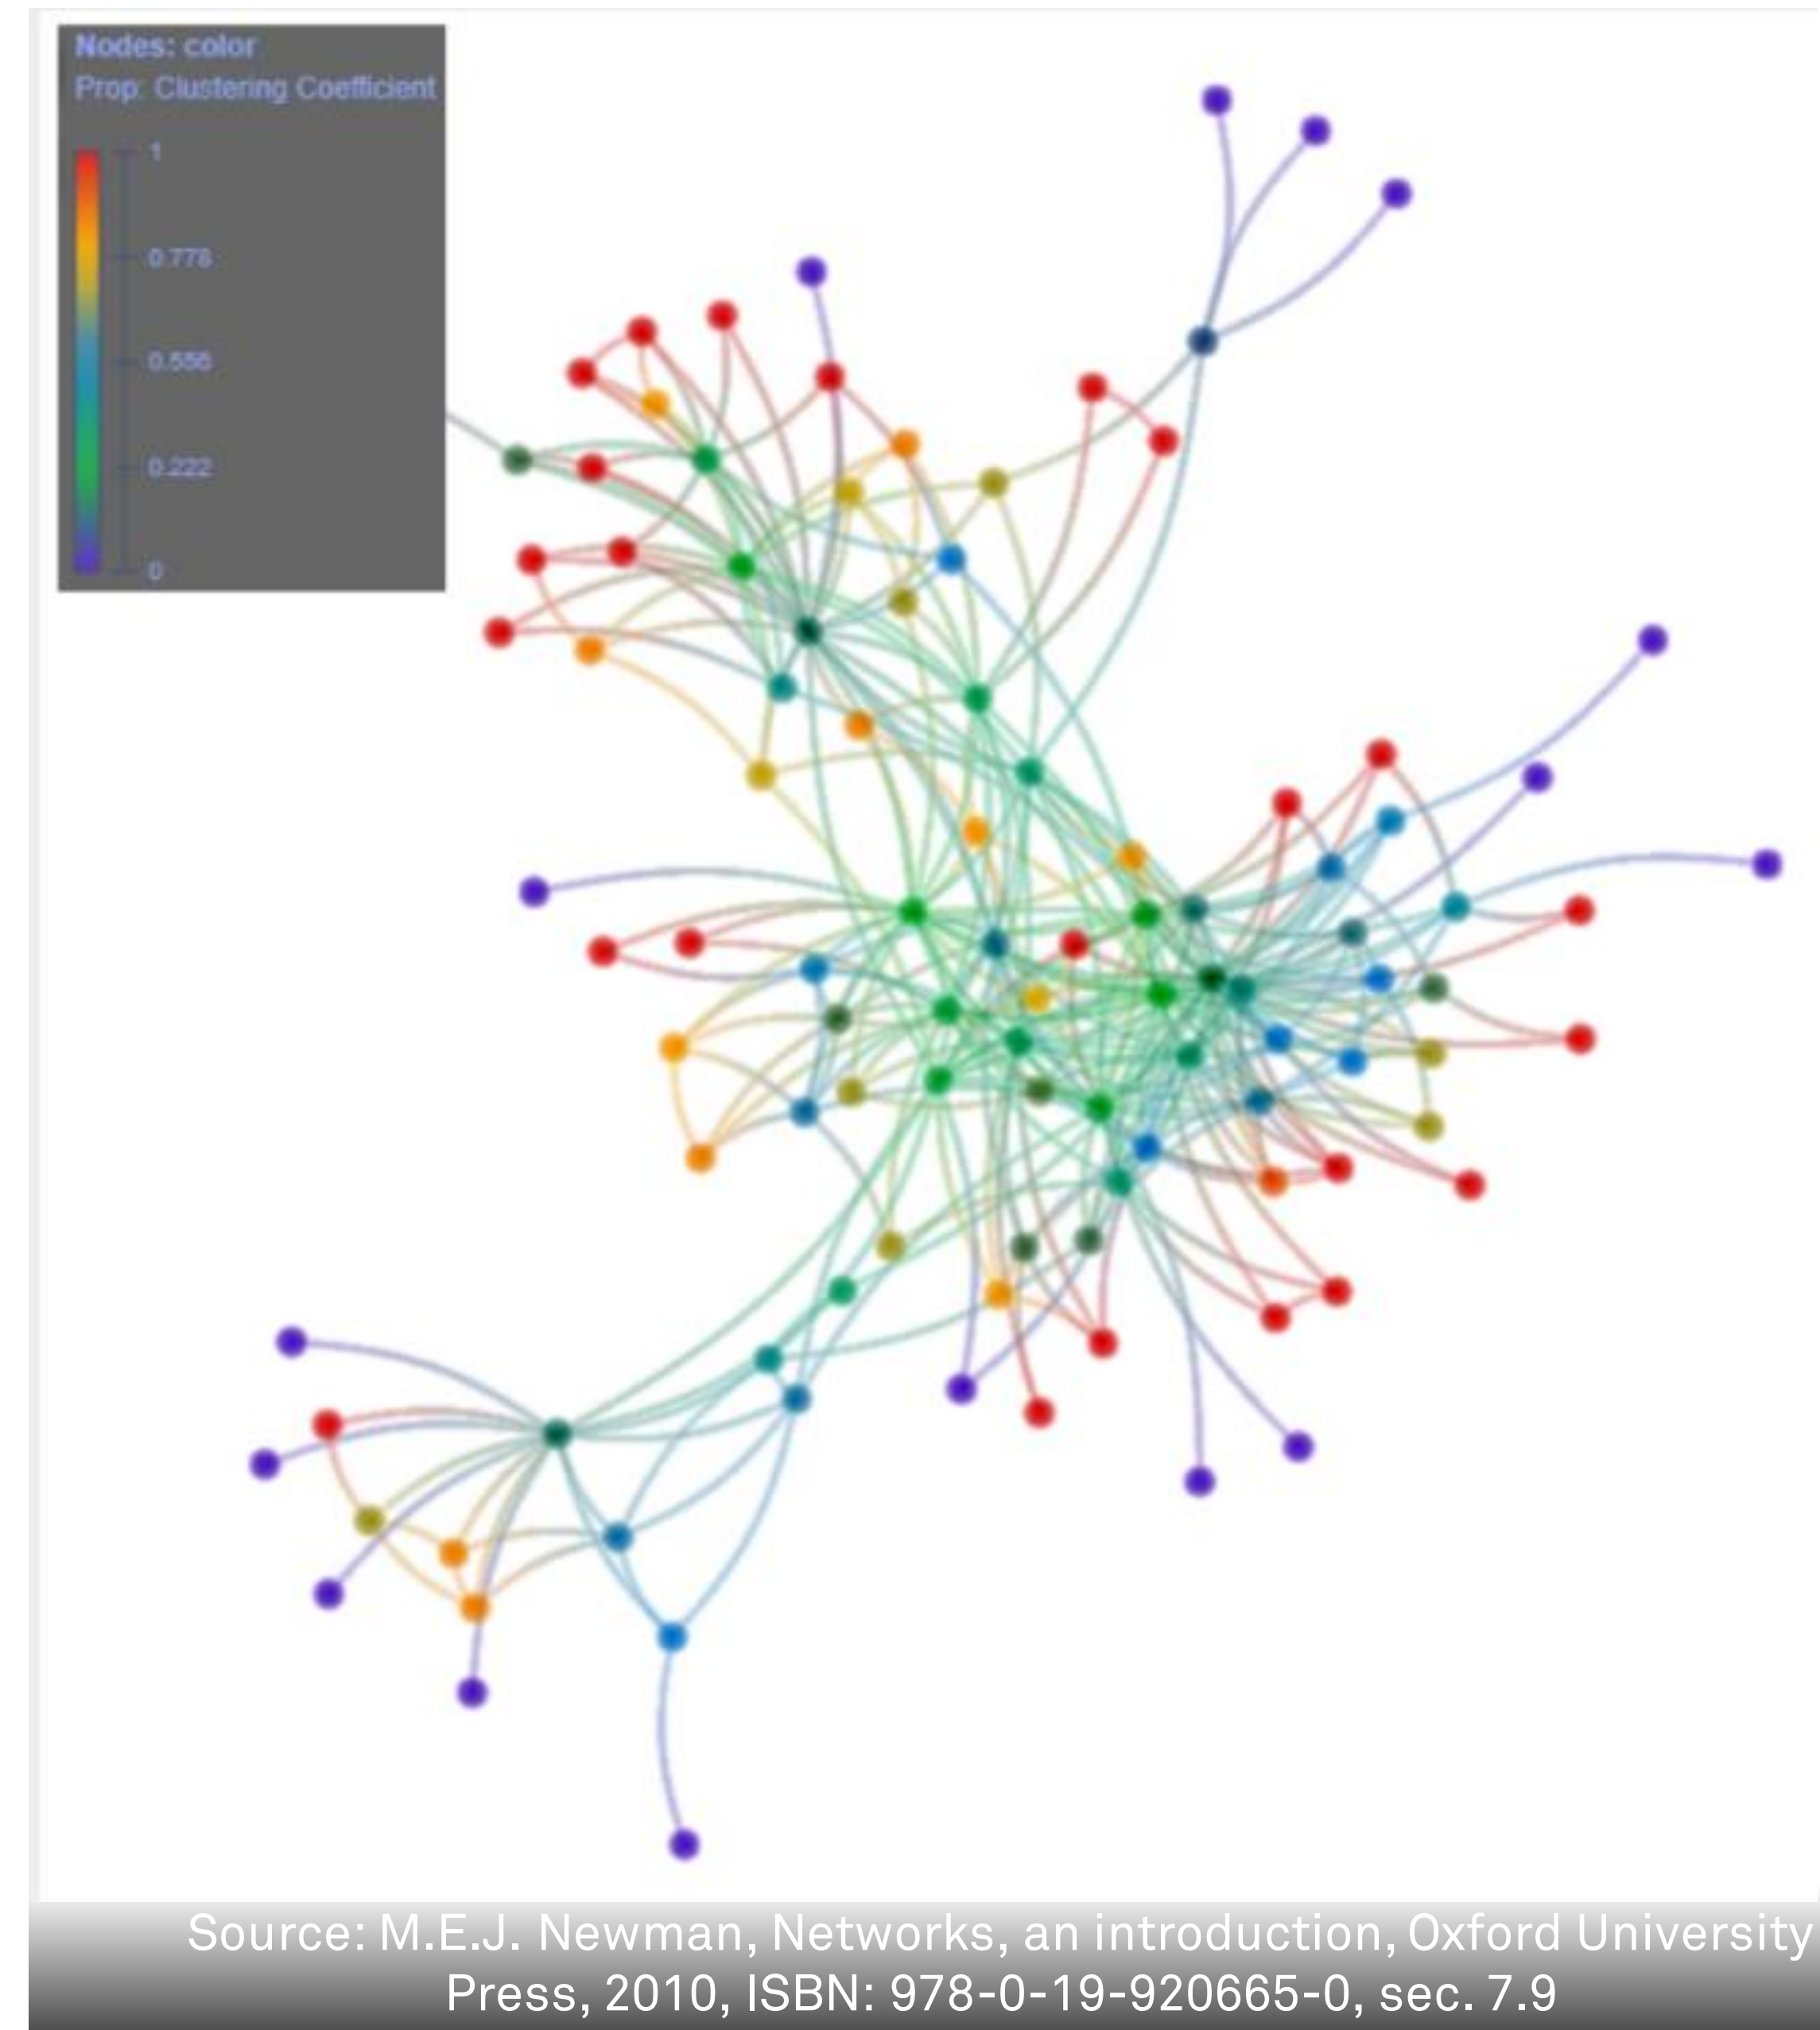 Nodes: color
Prop: Clustering Coefficient
1
0.778
0.556
0.222
0
Source: M.E.J. Newman, Networks, an introduction, Oxford University
Press, 2010, ISBN: 978-0-19-920665-0, sec. 7.9